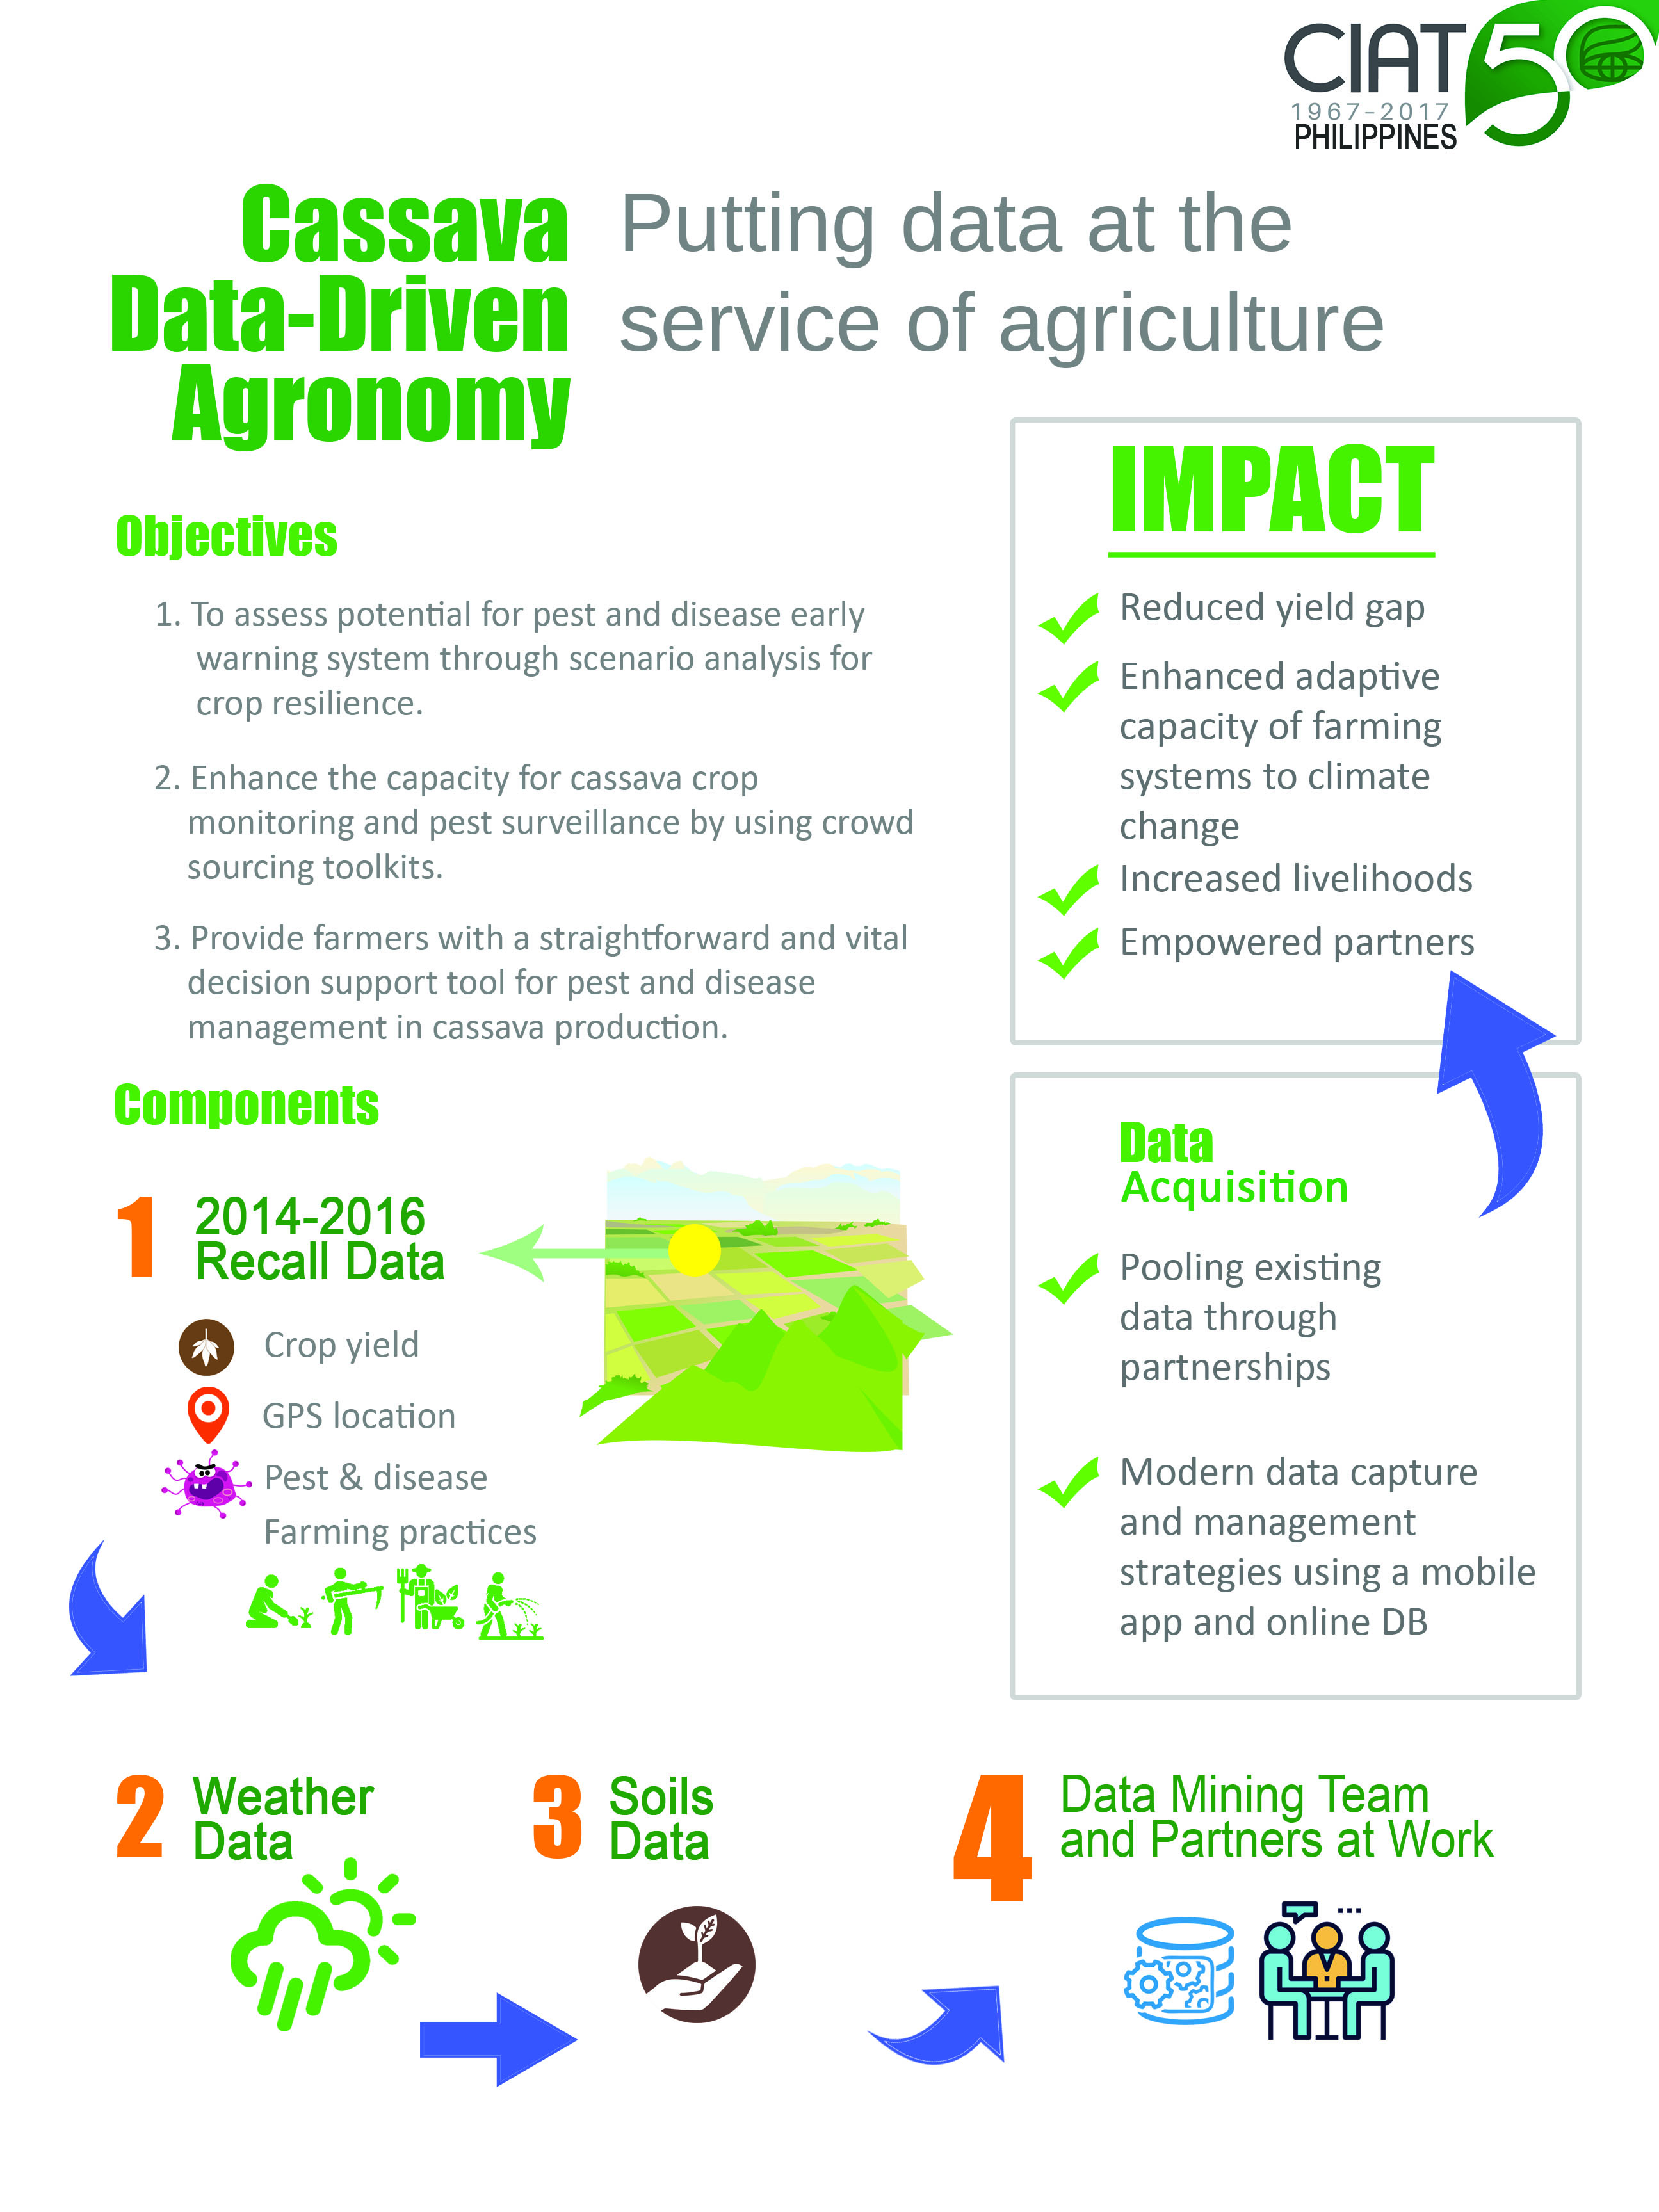 CIAT 50
1967-2017
PHILIPPINES
Cassava
Data-Driven
Agronomy
Putting data at the
service of agriculture
Objectives
1. To assess potential for pest and disease early
warning system through scenario analysis for
crop resilience.
2. Enhance the capacity for cassava crop
monitoring and pest surveillance by using crowd
sourcing toolkits.
3. Provide farmers with a straightforward and vital
decision support tool for pest and disease
management in cassava production.
IMPACT
Reduced yield gap
Enhanced adaptive
capacity of farming
systems to climate
change
Increased livelihoods
Empowered partners
Components
1 2014-2016
Recall Data
Crop yield
GPS location
Pest & disease
Farming practices
Data
Acquisition
Pooling existing
data through
partnerships
Modern data capture
and management
strategies using a mobile
app and online DB
2 Weather
Data
3 Soils
Data
4 Data Mining Team
and Partners at Work